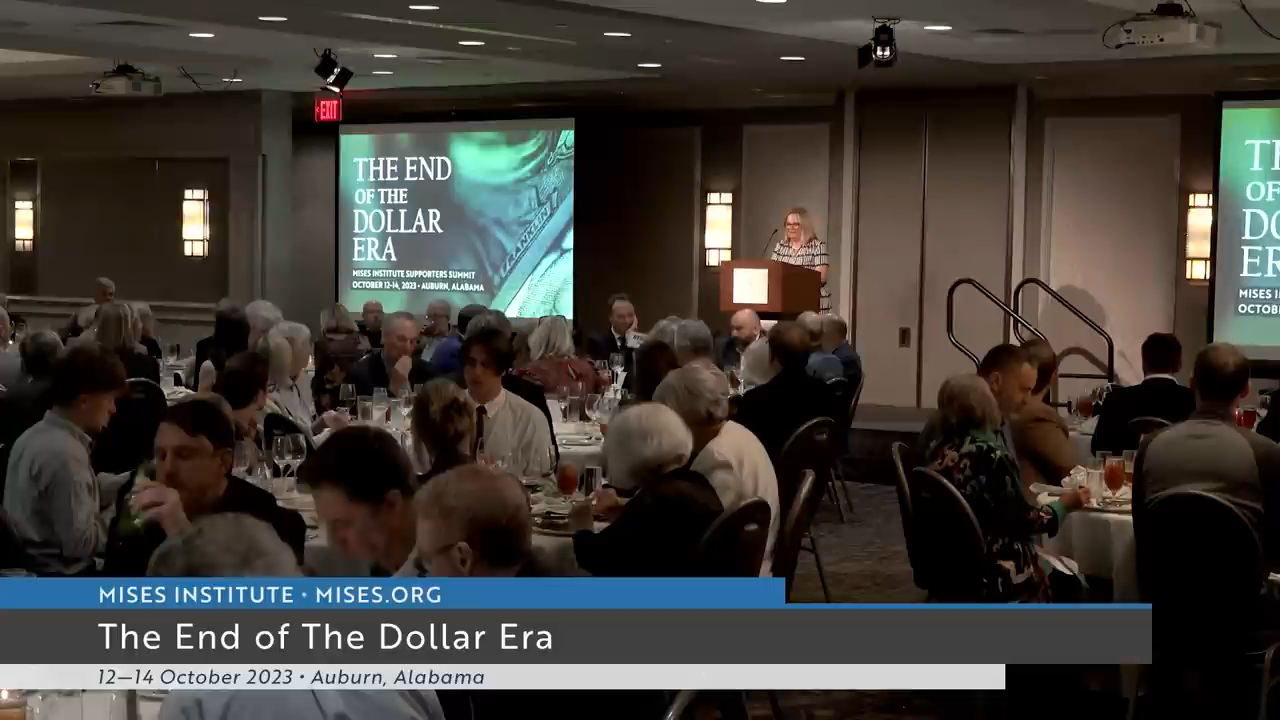 EXIT
THE END
OF THE
DOLLAR
ERA
MISES INSTITUTE SUPPORTERS SUMMIT
OCTOBER 12-14, 2023 • AUBURN, ALABAMA
FRANKLIN
MISES INSTITUTE • MISES.ORG
The End of The Dollar Era
12—14 October 2023 • Auburn, Alabama